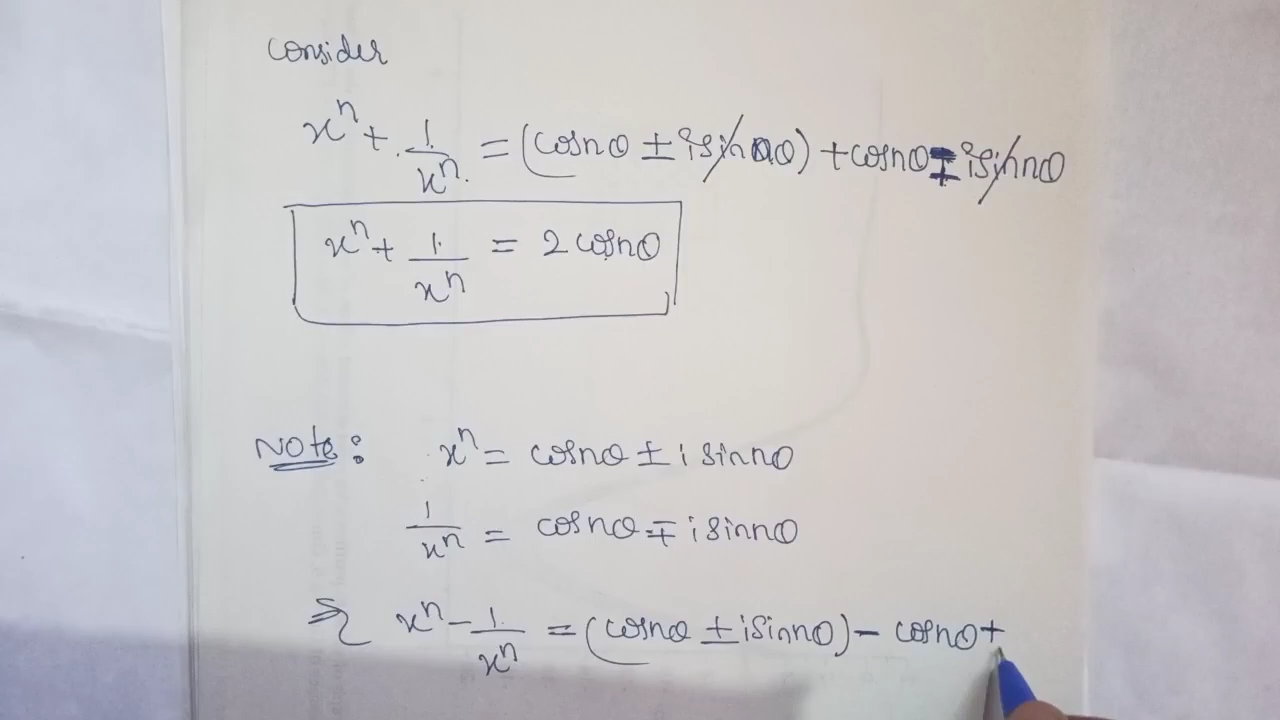 Consider
xⁿ + 1/xⁿ = (cosnθ ± isinnθ) + cosnθ ∓ isinnθ
xⁿ + 1/xⁿ = 2cosnθ
Note: xⁿ = cosnθ ± i sinnθ
1/xⁿ = cosnθ ∓ i sinnθ
⇒ xⁿ - 1/xⁿ = (cosnθ ± isinnθ) - cosnθ +